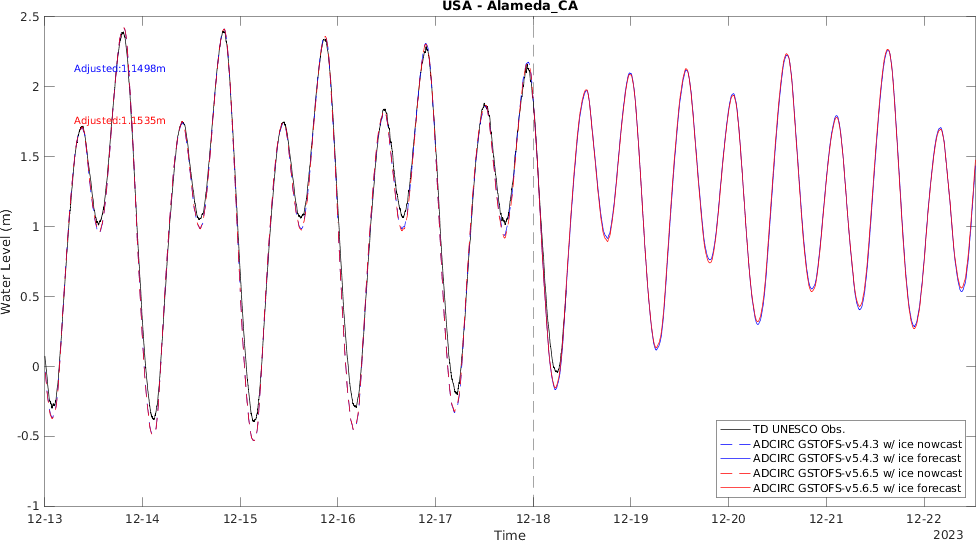 USA - Alameda_CA
2.5
2
1.5
1
0.5
0
-0.5
-1
Water Level (m)
Adjusted:1.1498m
Adjusted:1.1535m
TD UNESCO Obs.
ADCIRC GSTOFS-v5.4.3 w/ ice nowcast
ADCIRC GSTOFS-v5.4.3 w/ ice forecast
ADCIRC GSTOFS-v5.6.5 w/ ice nowcast
ADCIRC GSTOFS-v5.6.5 w/ ice forecast
12-13 12-14 12-15 12-16 12-17 12-18 12-19 12-20 12-21 12-22
Time
2023